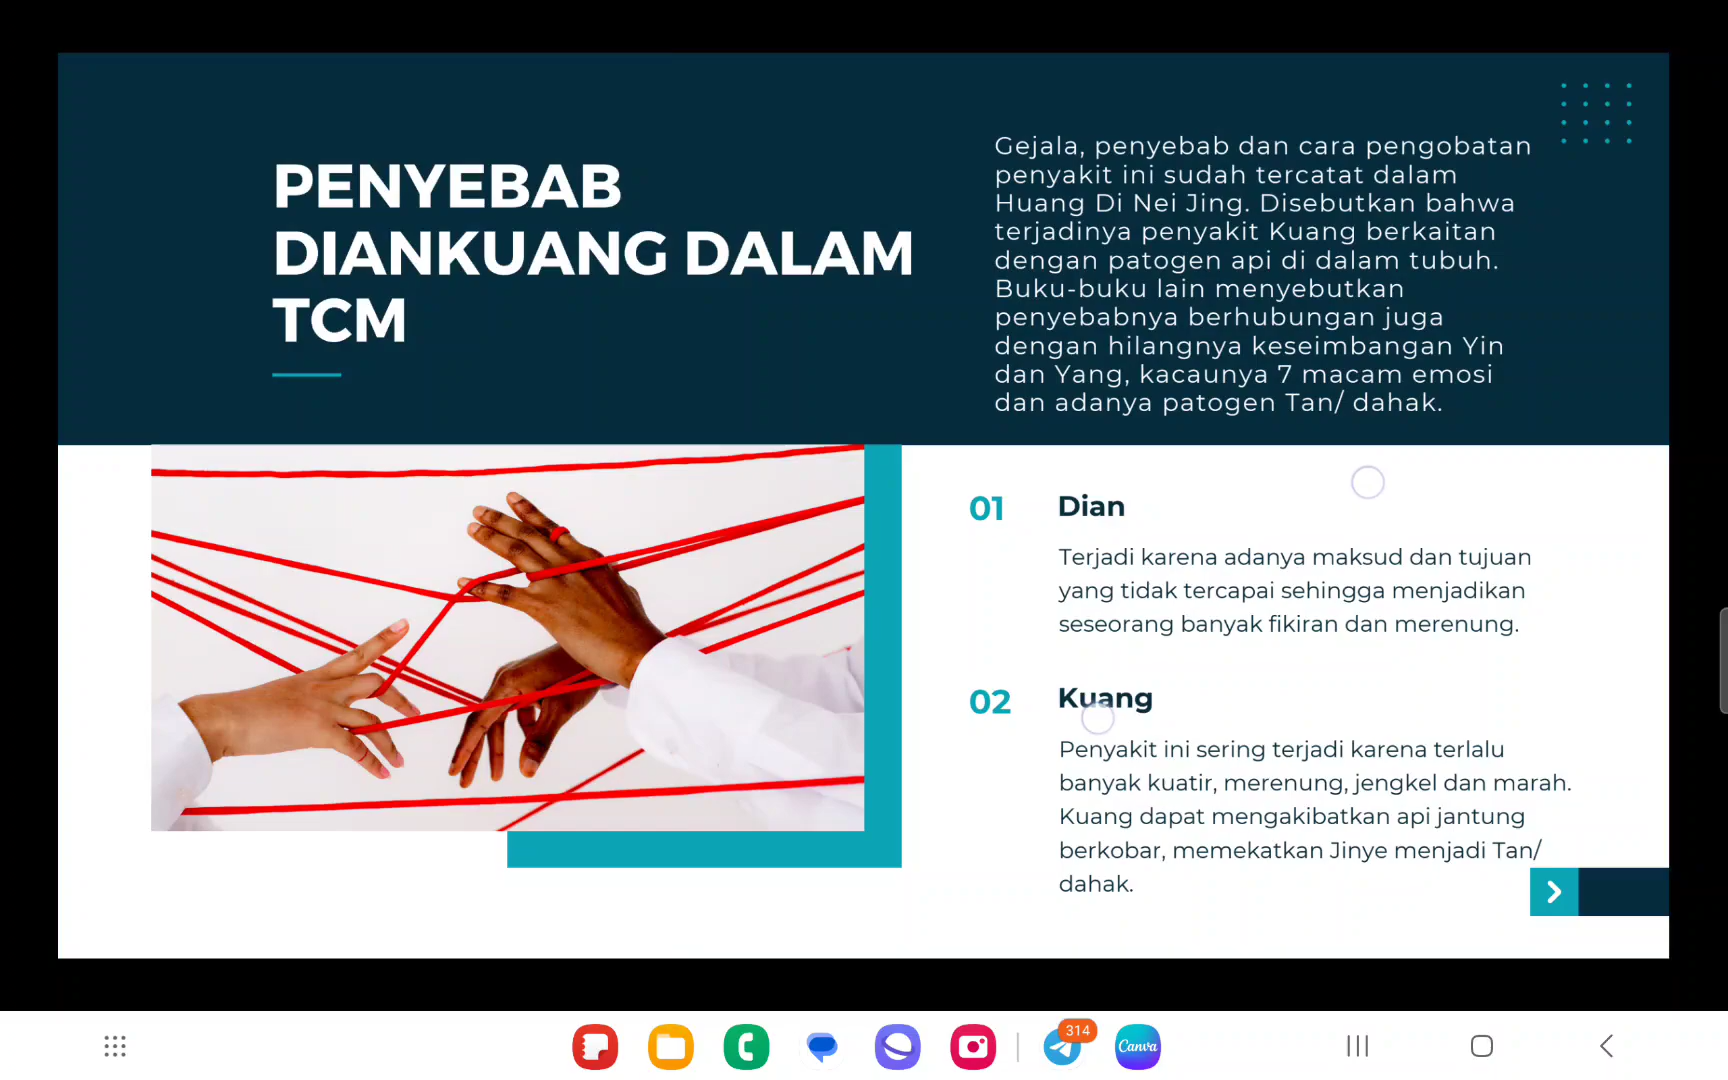 PENYEBAB
DIANKUANG DALAM
TCM
Gejala, penyebab dan cara pengobatan
penyakit ini sudah tercatat dalam
Huang Di Nei Jing. Disebutkan bahwa
terjadinya penyakit Kuang berkaitan
dengan patogen api di dalam tubuh.
Buku-buku lain menyebutkan
penyebabnya berhubungan juga
dengan hilangnya keseimbangan Yin
dan Yang, kacaunya 7 macam emosi
dan adanya patogen Tan/ dahak.
01 Dian
Terjadi karena adanya maksud dan tujuan
yang tidak tercapai sehingga menjadikan
seseorang banyak fikiran dan merenung.
02 Kuang
Penyakit ini sering terjadi karena terlalu
banyak kuatir, merenung, jengkel dan marah.
Kuang dapat mengakibatkan api jantung
berkobar, memekatkan Jinye menjadi Tan/
dahak.
314
Canva